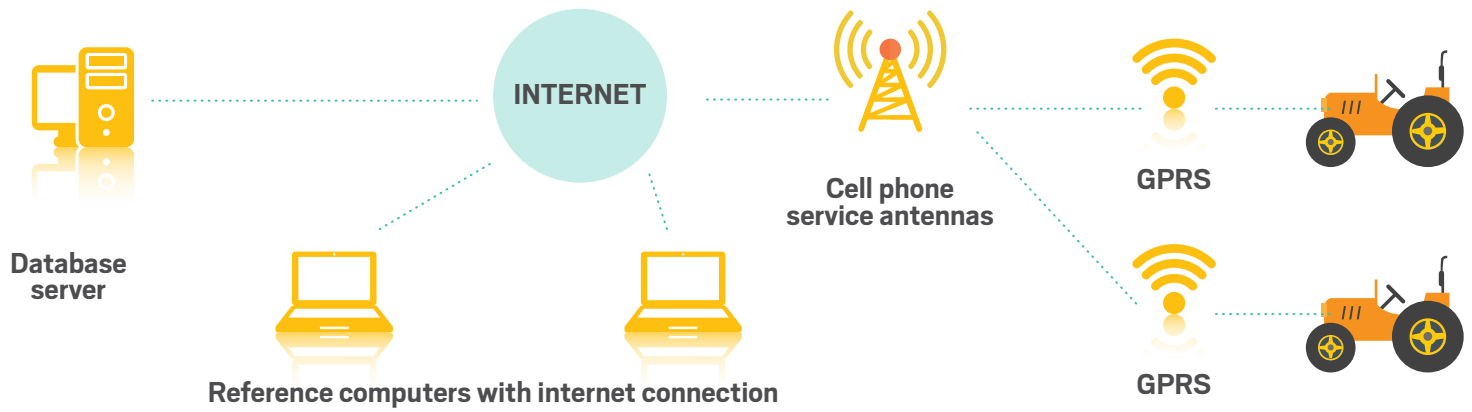 INTERNET
Cell phone
service antennas
GPRS
Database
server
GPRS
Reference computers with internet connection